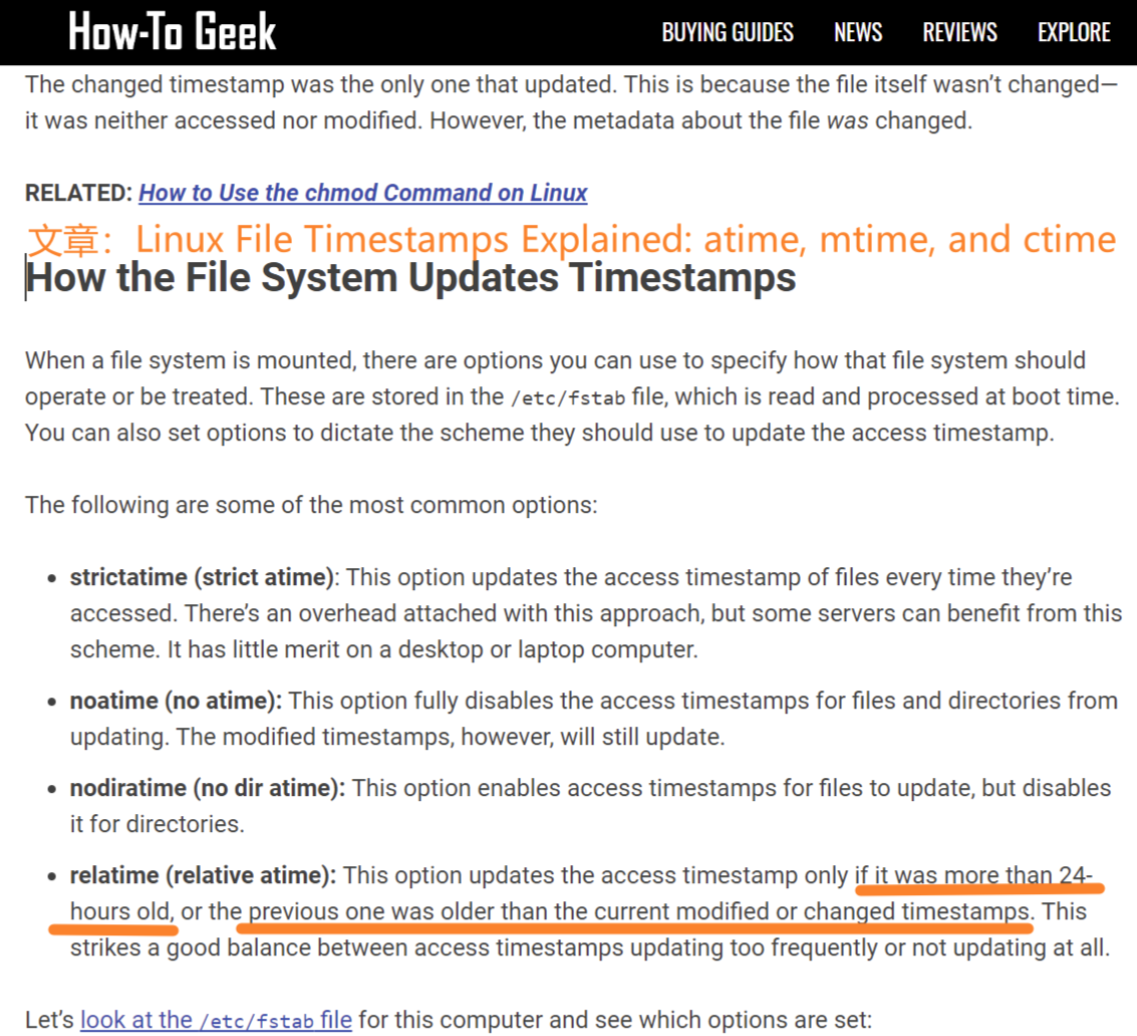 How-To Geek
BUYING GUIDES NEWS REVIEWS EXPLORE
The changed timestamp was the only one that updated. This is because the file itself wasn’t changed—
it was neither accessed nor modified. However, the metadata about the file was changed.
RELATED: How to Use the chmod Command on Linux
文章：Linux File Timestamps Explained: atime, mtime, and ctime
How the File System Updates Timestamps
When a file system is mounted, there are options you can use to specify how that file system should
operate or be treated. These are stored in the /etc/fstab file, which is read and processed at boot time.
You can also set options to dictate the scheme they should use to update the access timestamp.
The following are some of the most common options:
• strictatime (strict atime): This option updates the access timestamp of files every time they’re
accessed. There’s an overhead attached with this approach, but some servers can benefit from this
scheme. It has little merit on a desktop or laptop computer.
• noatime (no atime): This option fully disables the access timestamps for files and directories from
updating. The modified timestamps, however, will still update.
• nodiratime (no dir atime): This option enables access timestamps for files to update, but disables
it for directories.
• relatime (relative atime): This option updates the access timestamp only if it was more than 24-
hours old, or the previous one was older than the current modified or changed timestamps. This
strikes a good balance between access timestamps updating too frequently or not updating at all.
Let’s look at the /etc/fstab file for this computer and see which options are set: